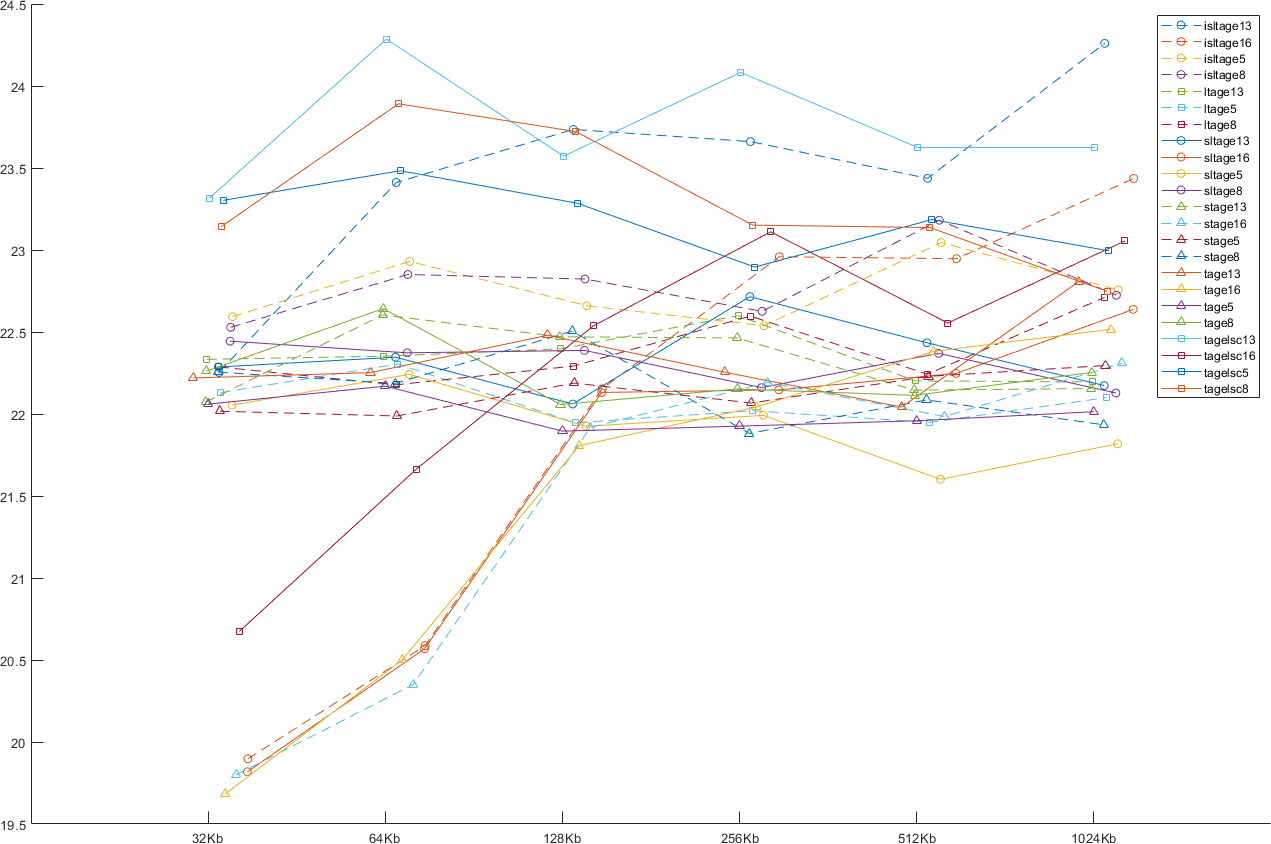 24.5
24
23.5
23
22.5
22
21.5
21
20.5
20
19.5
32Kb
64Kb
128Kb
256Kb
512Kb
1024Kb
isltage13
isltage16
isltage5
isltage8
ltage13
ltage5
ltage8
sltage13
sltage16
sltage5
sltage8
stage13
stage16
stage5
stage8
tage13
tage16
tage5
tage8
tagelsc13
tagelsc16
tagelsc5
tagelsc8